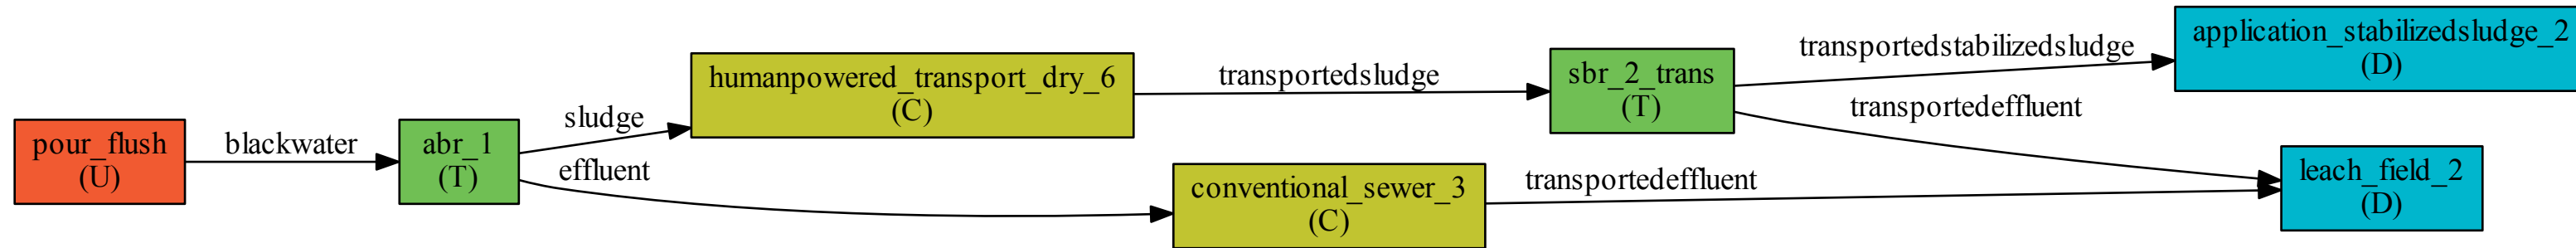 pour_flush
(U)
blackwater
abr_1
(T)
sludge
effluent
humanpowered_transport_dry_6
(C)
transportedsludge
conventional_sewer_3
(C)
transportedeffluent
sbr_2_trans
(T)
transportedstabilizedsludge
transportedeffluent
application_stabilizedsludge_2
(D)
leach_field_2
(D)